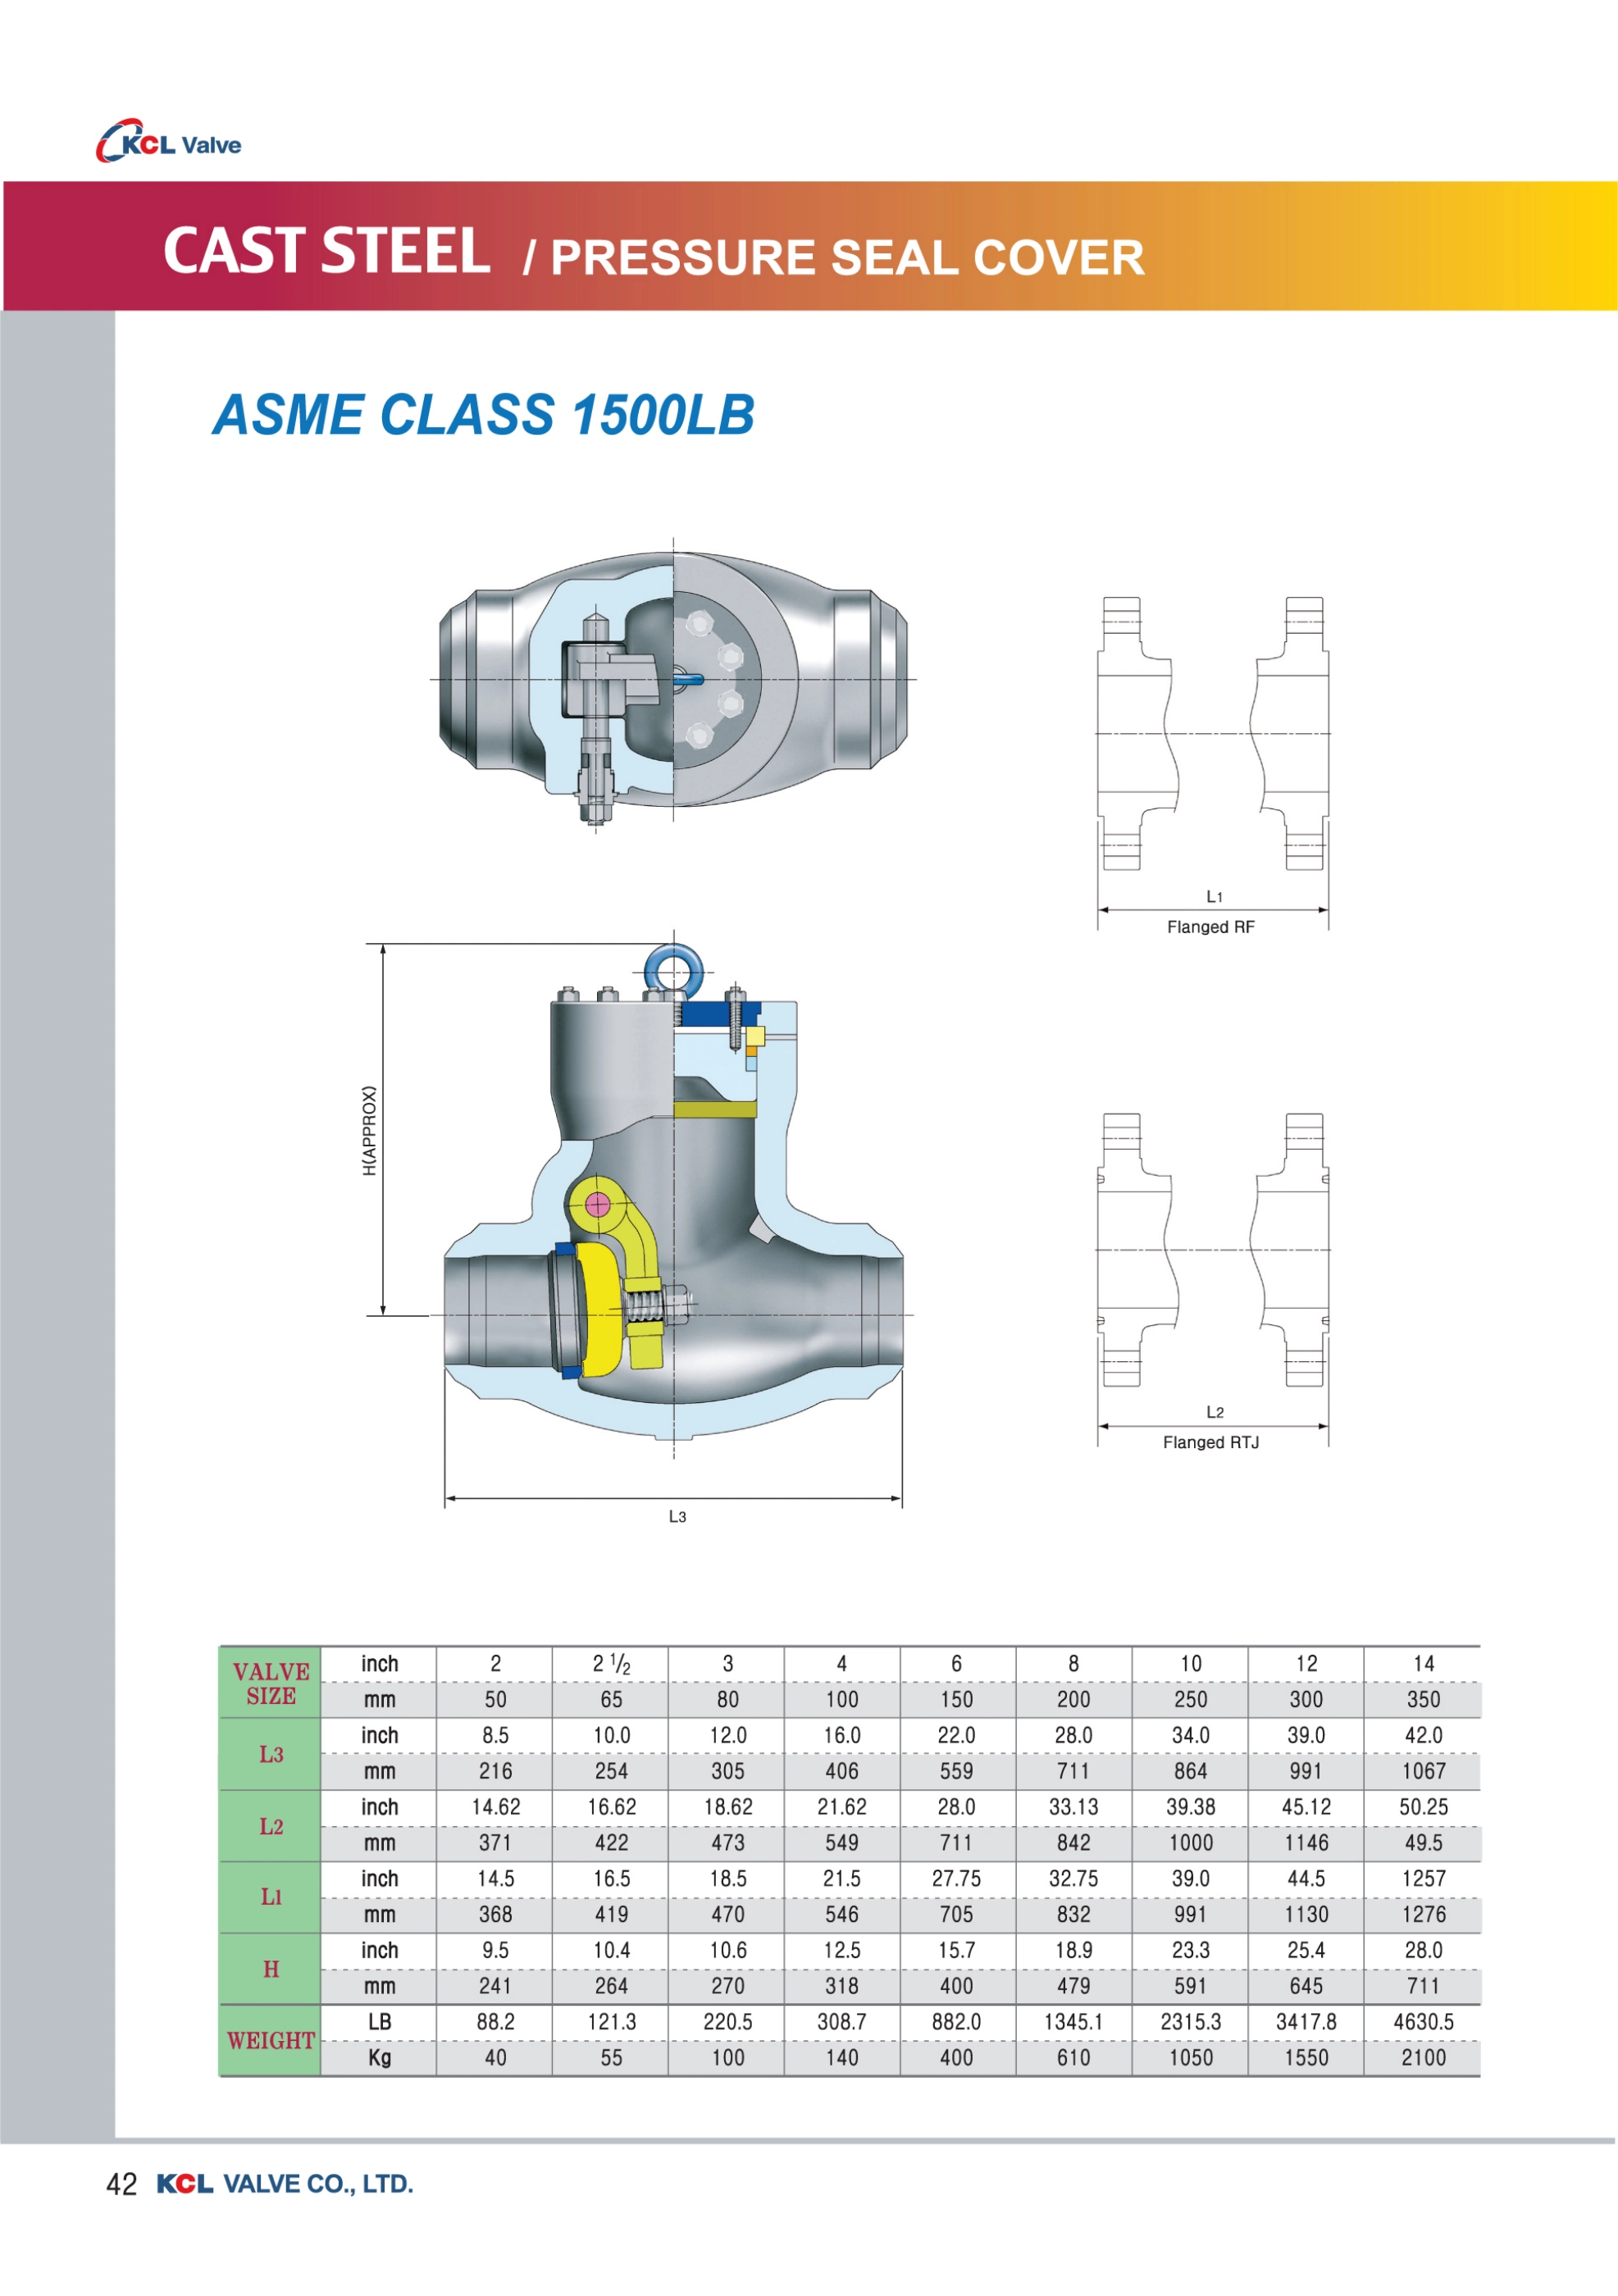 KCL Valve
CAST STEEL / PRESSURE SEAL COVER
ASME CLASS 1500LB
L1
Flanged RF
H(APPROX)
L2
Flanged RTJ
L3
VALVE SIZE inch 2 2 1/2 3 4 6 8 10 12 14
mm 50 65 80 100 150 200 250 300 350
L3 inch 8.5 10.0 12.0 16.0 22.0 28.0 34.0 39.0 42.0
mm 216 254 305 406 559 711 864 991 1067
L2 inch 14.62 16.62 18.62 21.62 28.0 33.13 39.38 45.12 50.25
mm 371 422 473 549 711 842 1000 1146 49.5
L1 inch 14.5 16.5 18.5 21.5 27.75 32.75 39.0 44.5 1257
mm 368 419 470 546 705 832 991 1130 1276
H inch 9.5 10.4 10.6 12.5 15.7 18.9 23.3 25.4 28.0
mm 241 264 270 318 400 479 591 645 711
WEIGHT LB 88.2 121.3 220.5 308.7 882.0 1345.1 2315.3 3417.8 4630.5
Kg 40 55 100 140 400 610 1050 1550 2100
42 KCL VALVE CO., LTD.